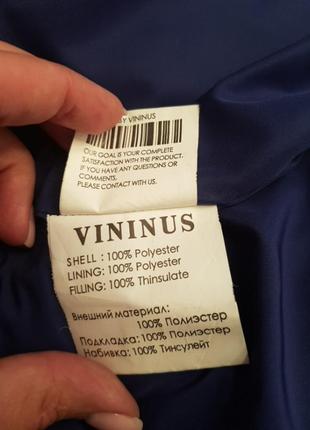 BY VININUS
OUR GOAL IS YOUR COMPLETE
SATISFACTION WITH THE PRODUCT.
IF YOU HAVE ANY QUESTIONS OR
COMMENTS,
PLEASE CONTACT WITH US.
VININUS
SHELL : 100% Polyester
LINING: 100% Polyester
FILLING: 100% Thinsulate
Внешний материал:
100% Полиэстер
Подкладка: 100% Полиэстер
Набивка: 100% Тинсулейт